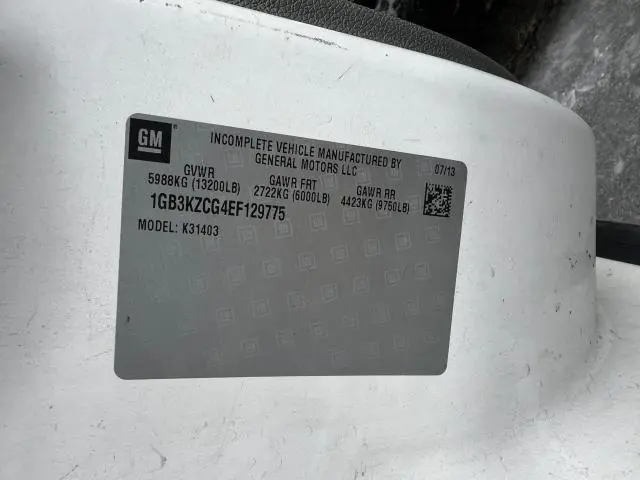 GM
INCOMPLETE VEHICLE MANUFACTURED BY
GENERAL MOTORS LLC
07/13
GVWR GAWR FRT GAWR RR
5988KG (13200LB) 2722KG (6000LB) 4423KG (9750LB)
1GB3KZCG4EF129775
MODEL: K31403